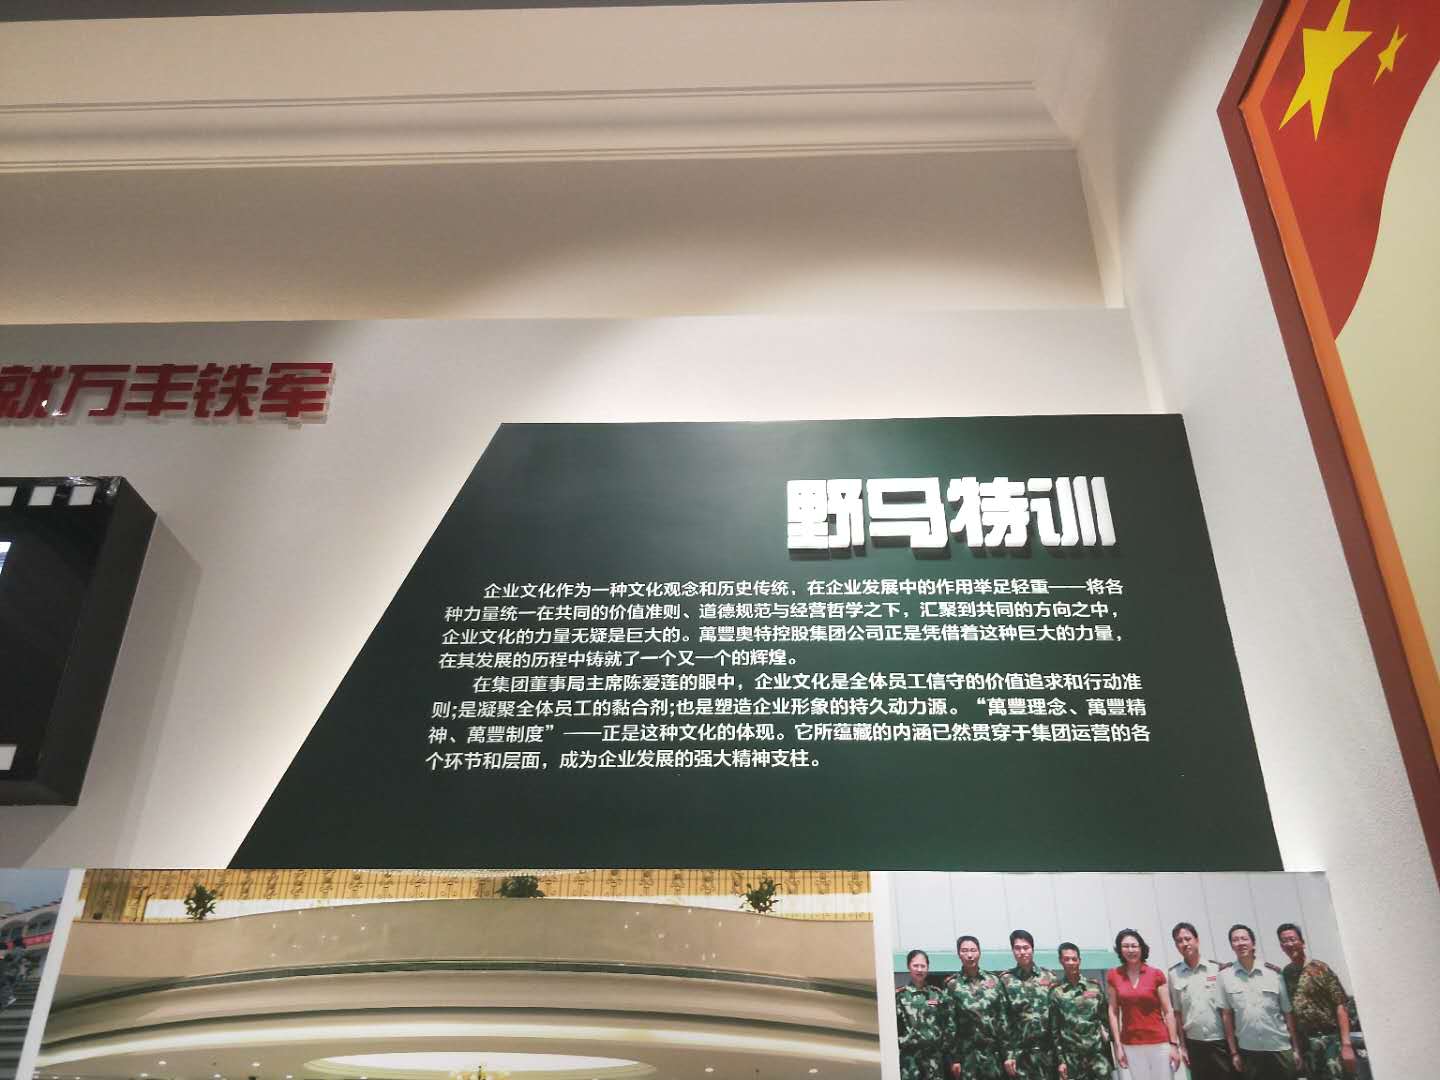 就万丰铁军
野马特训
企业文化作为一种文化观念和历史传统，在企业发展中的作用举足轻重——将各
种力量统一在共同的价值准则、道德规范与经营哲学之下，汇聚到共同的方向之中，
企业文化的力量无疑是巨大的。萬豐奥特控股集团公司正是凭借着这种巨大的力量，
在其发展的历程中铸就了一个又一个的辉煌。
在集团董事局主席陈爱莲的眼中，企业文化是全体员工信守的价值追求和行动准
则;是凝聚全体员工的黏合剂;也是塑造企业形象的持久动力源。“萬豐理念、萬豐精
神、萬豐制度”——正是这种文化的体现。它所蕴藏的内涵已然贯穿于集团运营的各
个环节和层面，成为企业发展的强大精神支柱。